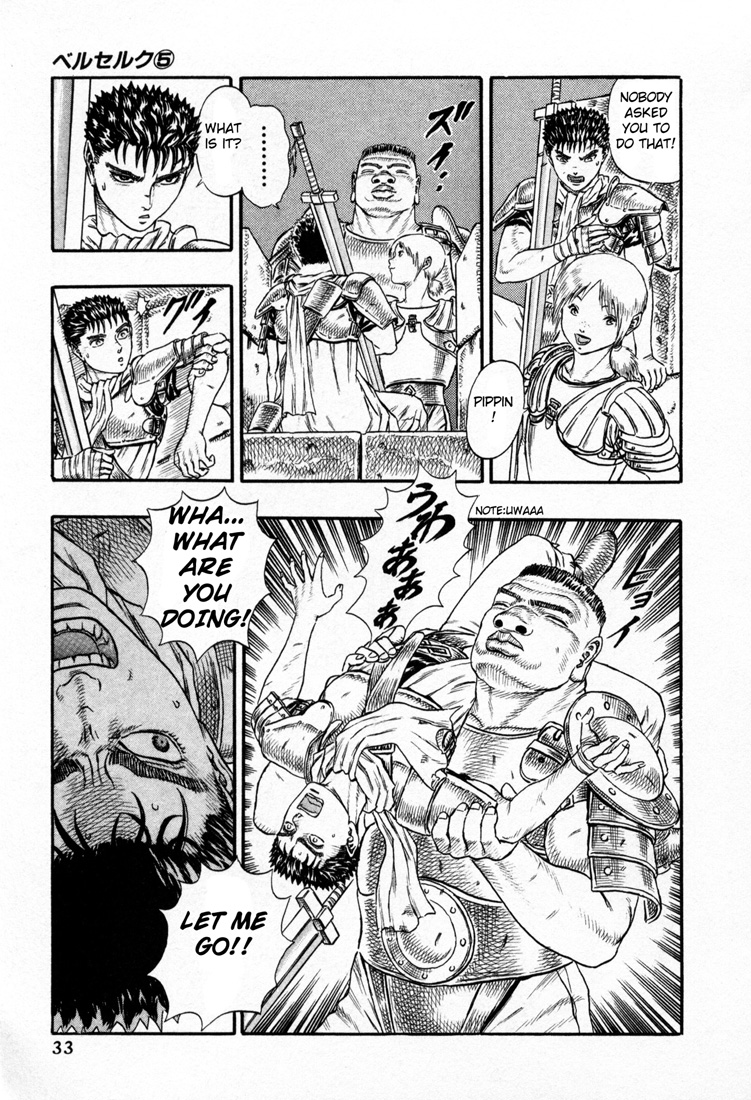 ベルセルク⑤
NOBODY
ASKED
YOU TO
DO THAT!
PIPPIN
!
ズイ・
・・・・・・・・
WHAT
IS IT?
グイ
NOTE:UWAAA
うわあああ
ヒョイ
WHA...
WHAT
ARE
YOU
DOING!
LET ME
GO!!
33